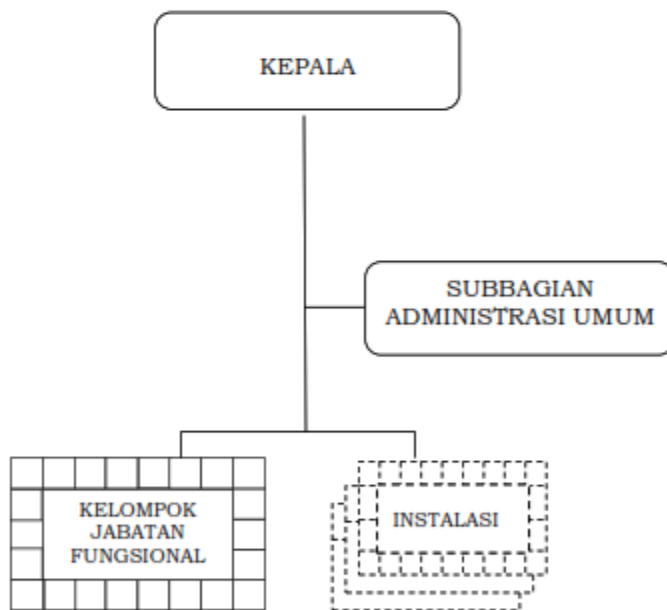 KEPALA
SUBBAGIAN
ADMINISTRASI UMUM
KELOMPOK
JABATAN
FUNGSIONAL
INSTALASI